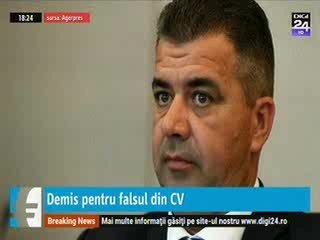 18:24
sursa: Agerpres
DIGI 24
HD
Demis pentru falsul din CV
Breaking News
Mai multe informații găsiți pe site-ul nostru www.digi24.ro